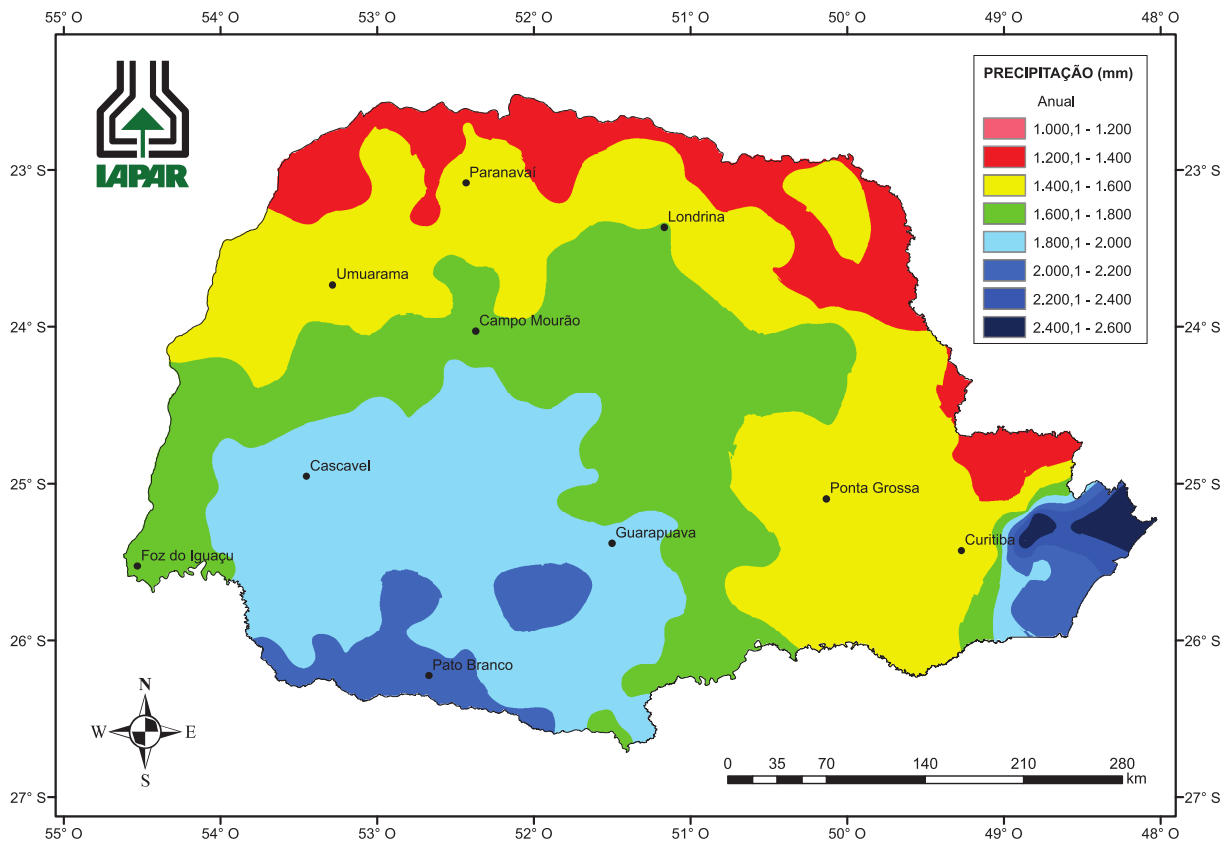 55° O 54° O 53° O 52° O 51° O 50° O 49° O 48° O
IAPAR
PRECIPITAÇÃO (mm)
Anual
1.000,1 - 1.200
1.200,1 - 1.400
1.400,1 - 1.600
1.600,1 - 1.800
1.800,1 - 2.000
2.000,1 - 2.200
2.200,1 - 2.400
2.400,1 - 2.600
23° S 23° S
Paranavaí
Londrina
Umuarama
Campo Mourão
24° S 24° S
Cascavel
Ponta Grossa
25° S 25° S
Guarapuava
Curitiba
Foz do Iguaçu
26° S 26° S
Pato Branco
N
W E
S
0 35 70 140 210 280
km
27° S 27° S
55° O 54° O 53° O 52° O 51° O 50° O 49° O 48° O